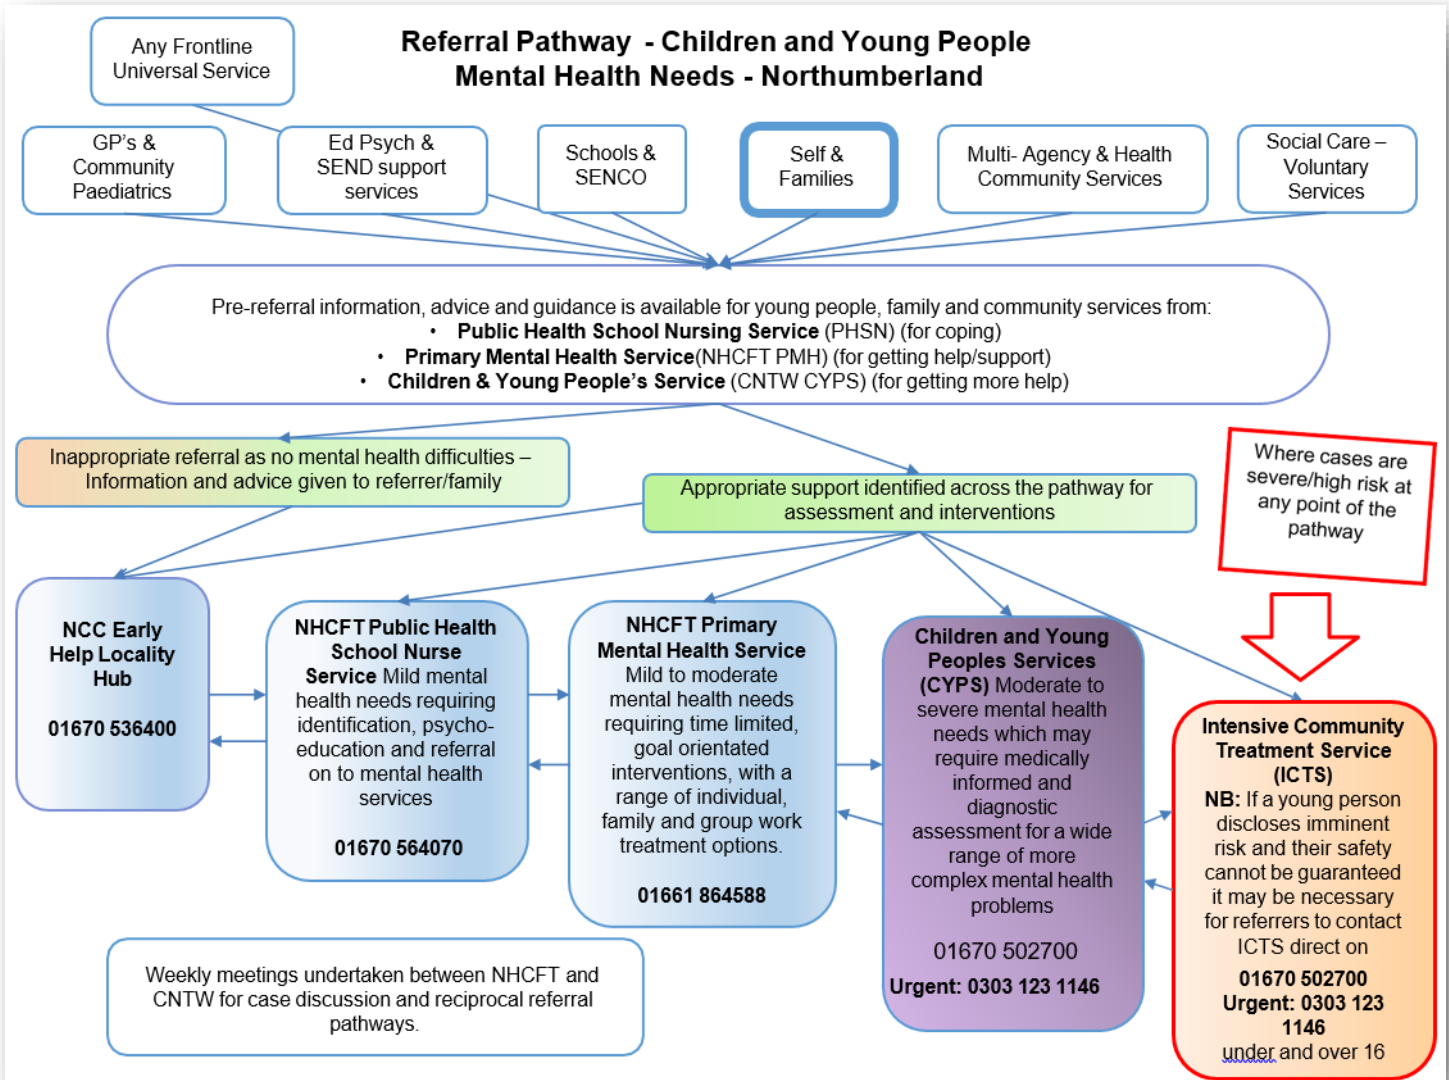 Referral Pathway - Children and Young People
Mental Health Needs - Northumberland
Any Frontline
Universal Service
GP's &
Community
Paediatrics
Ed Psych &
SEND support
services
Schools &
SENCO
Self &
Families
Multi- Agency & Health
Community Services
Social Care –
Voluntary
Services
Pre-referral information, advice and guidance is available for young people, family and community services from:
• Public Health School Nursing Service (PHSN) (for coping)
• Primary Mental Health Service(NHCFT PMH) (for getting help/support)
• Children & Young People's Service (CNTW CYPS) (for getting more help)
Inappropriate referral as no mental health difficulties –
Information and advice given to referrer/family
Appropriate support identified across the pathway for
assessment and interventions
Where cases are
severe/high risk at
any point of the
pathway
NCC Early
Help Locality
Hub
01670 536400
NHCFT Public Health
School Nurse
Service Mild mental
health needs requiring
identification, psycho-
education and referral
on to mental health
services
01670 564070
NHCFT Primary
Mental Health Service
Mild to moderate
mental health needs
requiring time limited,
goal orientated
interventions, with a
range of individual,
family and group work
treatment options.
01661 864588
Children and Young
Peoples Services
(CYPS) Moderate to
severe mental health
needs which may
require medically
informed and
diagnostic
assessment for a wide
range of more
complex mental health
problems
01670 502700
Urgent: 0303 123 1146
Intensive Community
Treatment Service
(ICTS)
NB: If a young person
discloses imminent
risk and their safety
cannot be guaranteed
it may be necessary
for referrers to contact
ICTS direct on
01670 502700
Urgent: 0303 123
1146
under and over 16
Weekly meetings undertaken between NHCFT and
CNTW for case discussion and reciprocal referral
pathways.